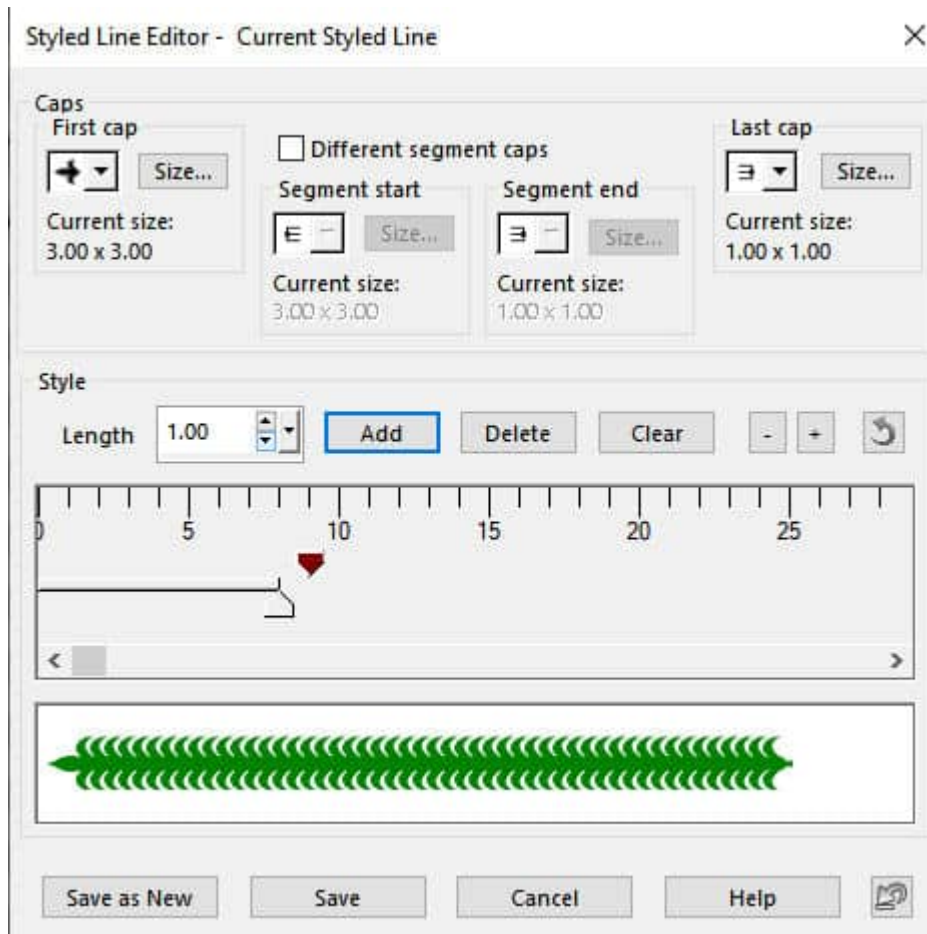 Styled Line Editor - Current Styled Line
Caps
First cap
Size...
Current size:
3.00 x 3.00
Different segment caps
Segment start
Size...
Current size:
3.00 x 3.00
Segment end
Size...
Current size:
1.00 x 1.00
Last cap
Size...
Current size:
1.00 x 1.00
Style
Length 1.00 Add Delete Clear - +
0 5 10 15 20 25
Save as New Save Cancel Help